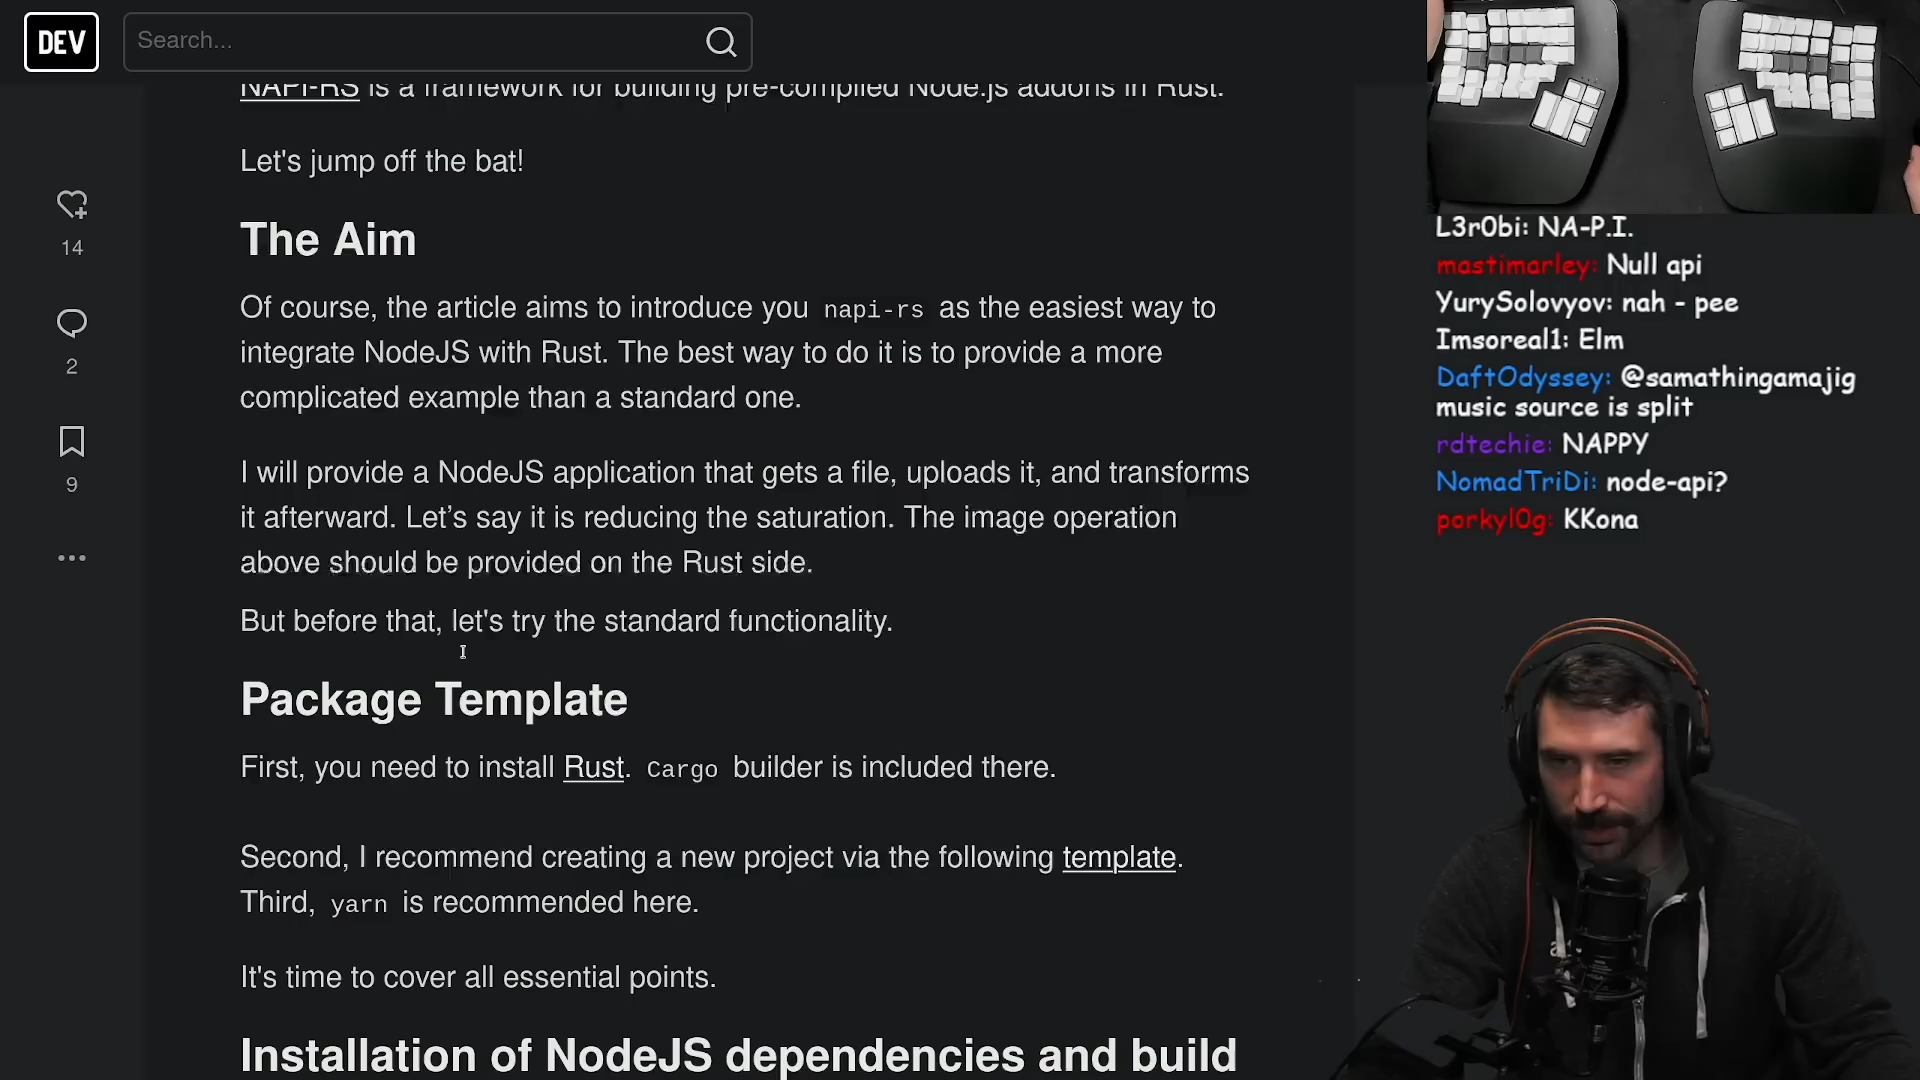 DEV
Search...
NAPI-RS is a framework for building pre-compiled Node.js addons in Rust.
Let's jump off the bat!
The Aim
Of course, the article aims to introduce you napi-rs as the easiest way to
integrate NodeJS with Rust. The best way to do it is to provide a more
complicated example than a standard one.
I will provide a NodeJS application that gets a file, uploads it, and transforms
it afterward. Let’s say it is reducing the saturation. The image operation
above should be provided on the Rust side.
But before that, let's try the standard functionality.
Package Template
First, you need to install Rust. Cargo builder is included there.
Second, I recommend creating a new project via the following template.
Third, yarn is recommended here.
It's time to cover all essential points.
Installation of NodeJS dependencies and build
14
2
9
L3r0bi: NA-P.I.
mastimarley: Null api
YurySolovyov: nah - pee
Imsoreal1: Elm
DaftOdyssey: @samathingamajig
music source is split
rdtechie: NAPPY
NomadTriDi: node-api?
porkyl0g: KKona